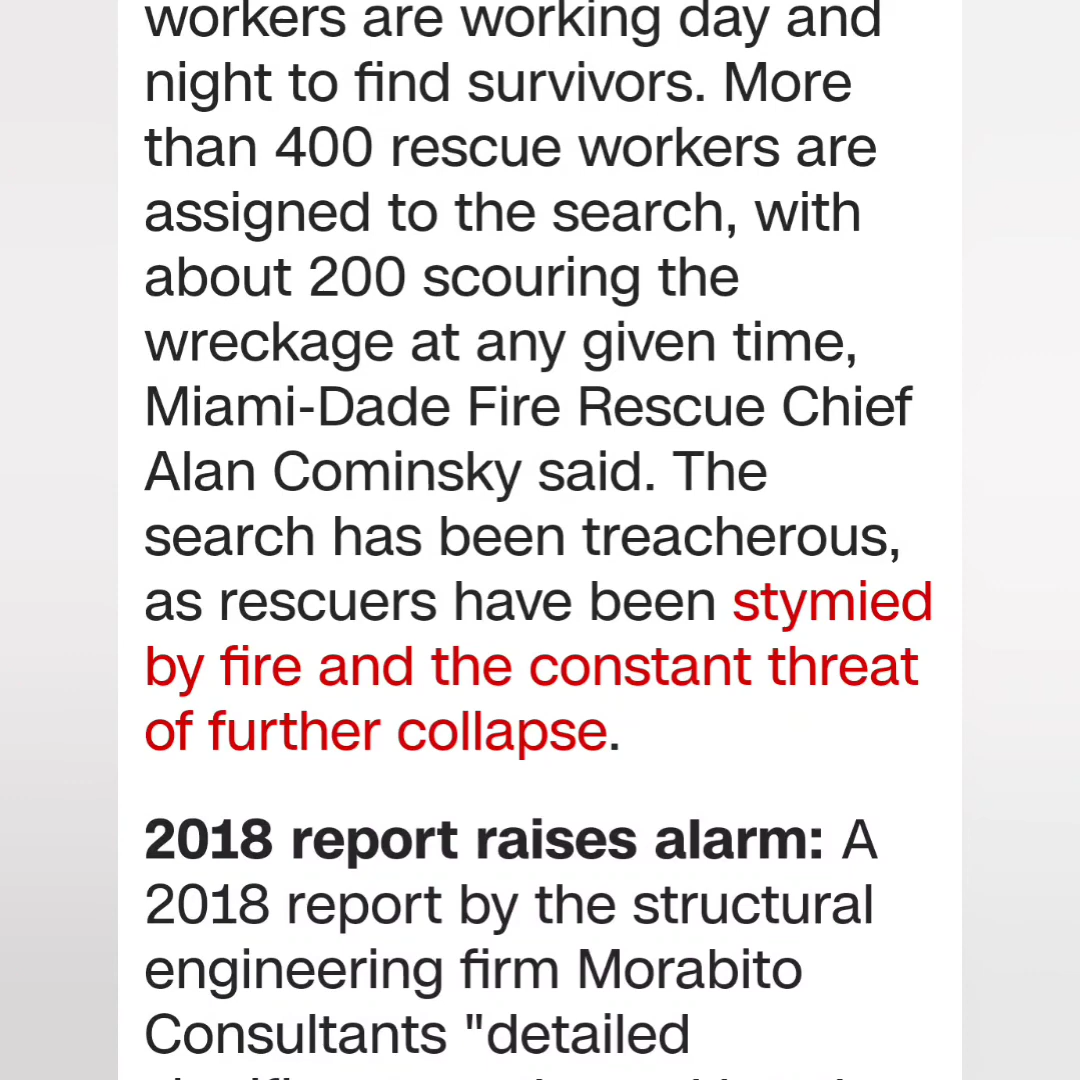 workers are working day and
night to find survivors. More
than 400 rescue workers are
assigned to the search, with
about 200 scouring the
wreckage at any given time,
Miami-Dade Fire Rescue Chief
Alan Cominsky said. The
search has been treacherous,
as rescuers have been stymied
by fire and the constant threat
of further collapse.
2018 report raises alarm: A
2018 report by the structural
engineering firm Morabito
Consultants "detailed